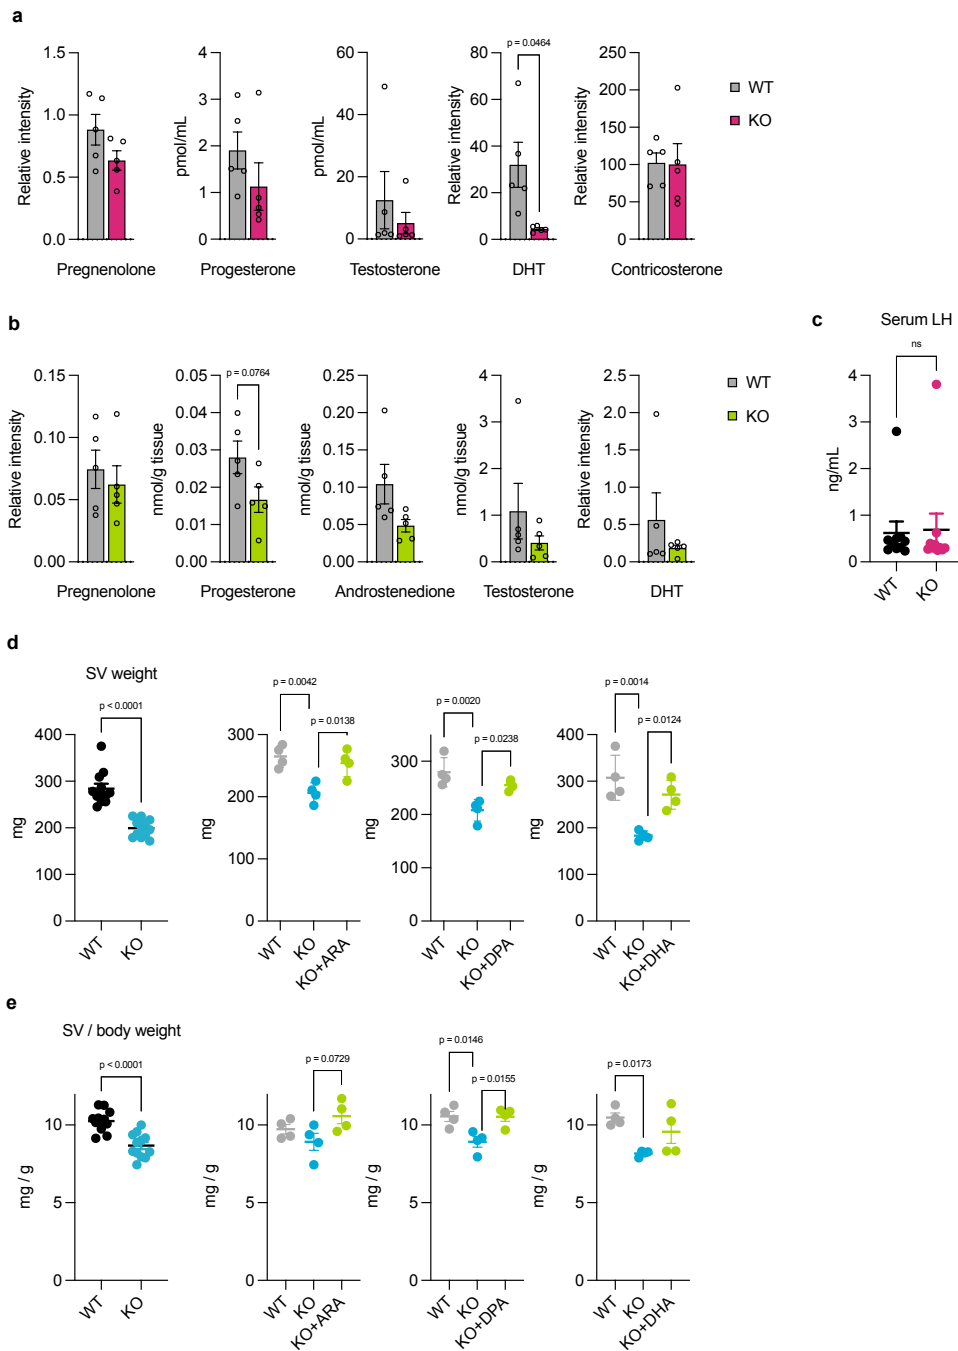 a
1.5
1.0
0.5
0.0
Relative intensity
Pregnenolone
4
3
2
1
0
pmol/mL
Progesterone
60
40
20
0
pmol/mL
Testosterone
p = 0.0464
80
60
40
20
0
Relative intensity
DHT
250
200
150
100
50
0
Relative intensity
Contricosterone
WT
KO
b
0.15
0.10
0.05
0.00
Relative intensity
Pregnenolone
p = 0.0764
0.05
0.04
0.03
0.02
0.01
0.00
nmol/g tissue
Progesterone
0.25
0.20
0.15
0.10
0.05
0.00
nmol/g tissue
Androstenedione
4
3
2
1
0
nmol/g tissue
Testosterone
2.5
2.0
1.5
1.0
0.5
0.0
Relative intensity
DHT
WT
KO
c
Serum LH
ns
4
3
2
1
0
ng/mL
WT
KO
d
SV weight
p < 0.0001
400
300
200
100
0
mg
WT
KO
p = 0.0042
p = 0.0138
300
200
100
0
mg
WT
KO
KO+ARA
p = 0.0020
p = 0.0238
300
200
100
0
mg
WT
KO
KO+DPA
p = 0.0014
p = 0.0124
400
300
200
100
0
mg
WT
KO
KO+DHA
e
SV / body weight
p < 0.0001
10
5
0
mg / g
WT
KO
p = 0.0729
10
5
0
mg / g
WT
KO
KO+ARA
p = 0.0146
p = 0.0155
10
5
0
mg / g
WT
KO
KO+DPA
p = 0.0173
10
5
0
mg / g
WT
KO
KO+DHA